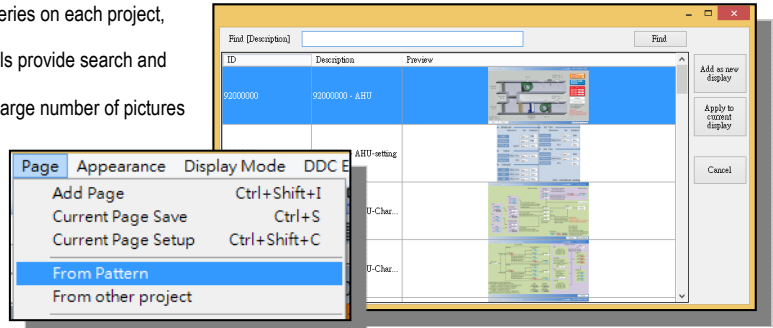 eries on each project,
ls provide search and
arge number of pictures
Find [Description]
Find
ID Description Preview
92000000 92000000 - AHU
AHU-setting
U-Char...
U-Char...
Add as new
display
Apply to
current
display
Cancel
Page Appearance Display Mode DDC E
Add Page Ctrl+Shift+I
Current Page Save Ctrl+S
Current Page Setup Ctrl+Shift+C
From Pattern
From other project